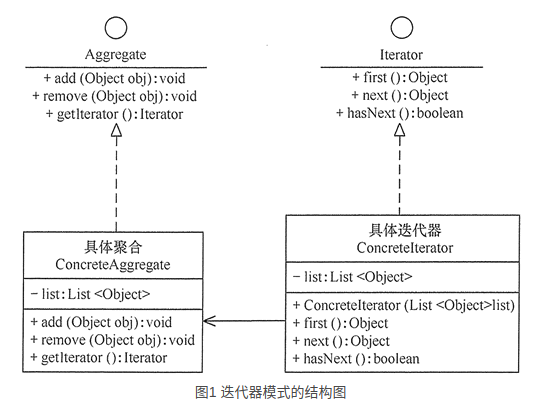 Aggregate
+ add (Object obj):void
+ remove (Object obj):void
+ getIterator ():Iterator
Iterator
+ first ():Object
+ next ():Object
+ hasNext ():boolean
具体聚合
ConcreteAggregate
- list:List <Object>
+ add (Object obj):void
+ remove (Object obj):void
+ getIterator ():Iterator
具体迭代器
ConcreteIterator
- list:List <Object>
+ ConcreteIterator (List <Object>list)
+ first ():Object
+ next ():Object
+ hasNext ():boolean
图1 迭代器模式的结构图